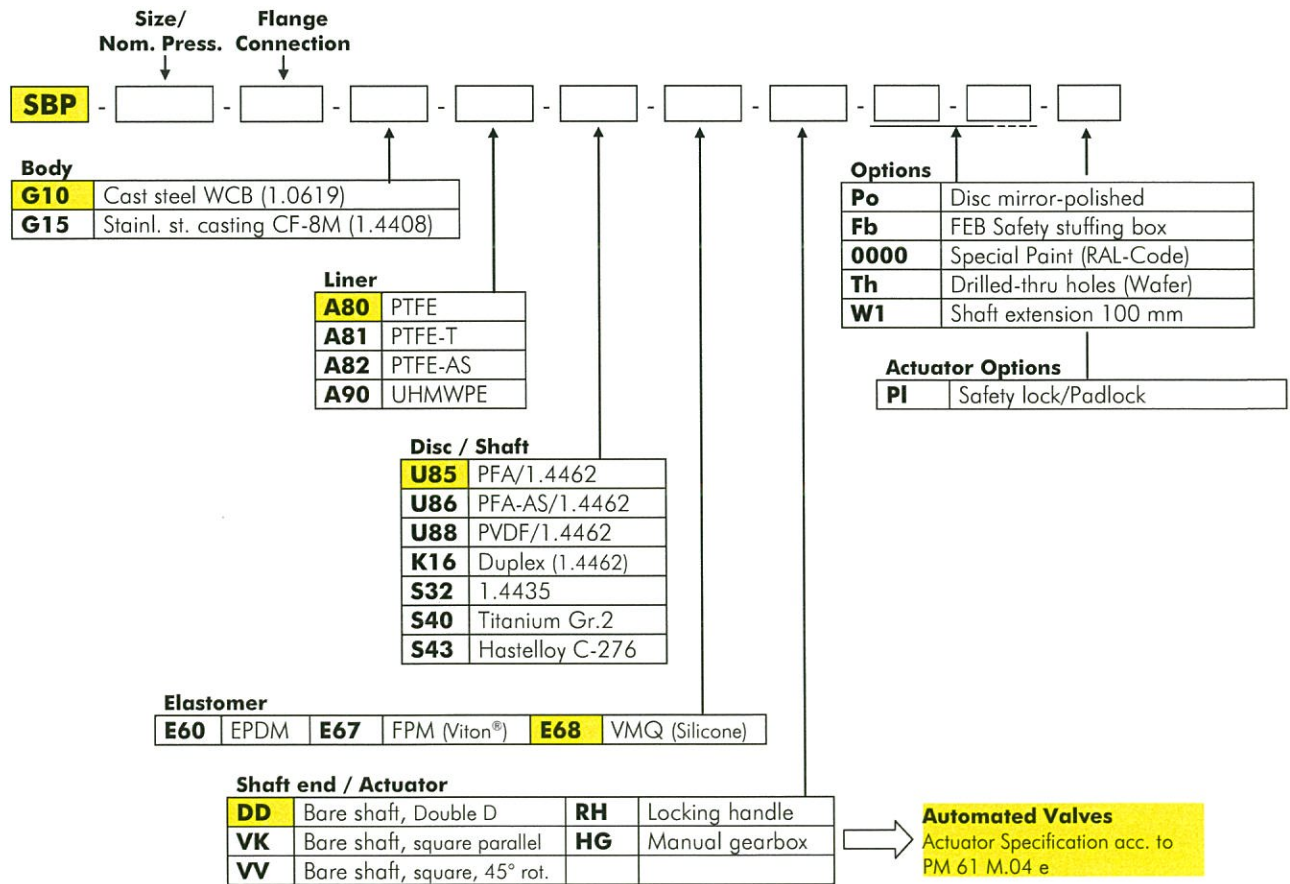 Size/ Flange
Nom. Press. Connection
SBP - - - - - - - - - -
Body
G10 Cast steel WCB (1.0619)
G15 Stainl. st. casting CF-8M (1.4408)
Options
Po Disc mirror-polished
Fb FEB Safety stuffing box
0000 Special Paint (RAL-Code)
Th Drilled-thru holes (Wafer)
W1 Shaft extension 100 mm
Liner
A80 PTFE
A81 PTFE-T
A82 PTFE-AS
A90 UHMWPE
Actuator Options
Pl Safety lock/Padlock
Disc / Shaft
U85 PFA/1.4462
U86 PFA-AS/1.4462
U88 PVDF/1.4462
K16 Duplex (1.4462)
S32 1.4435
S40 Titanium Gr.2
S43 Hastelloy C-276
Elastomer
E60 EPDM E67 FPM (Viton®) E68 VMQ (Silicone)
Shaft end / Actuator
DD Bare shaft, Double D RH Locking handle
VK Bare shaft, square parallel HG Manual gearbox
VV Bare shaft, square, 45° rot.
Automated Valves
Actuator Specification acc. to
PM 61 M.04 e